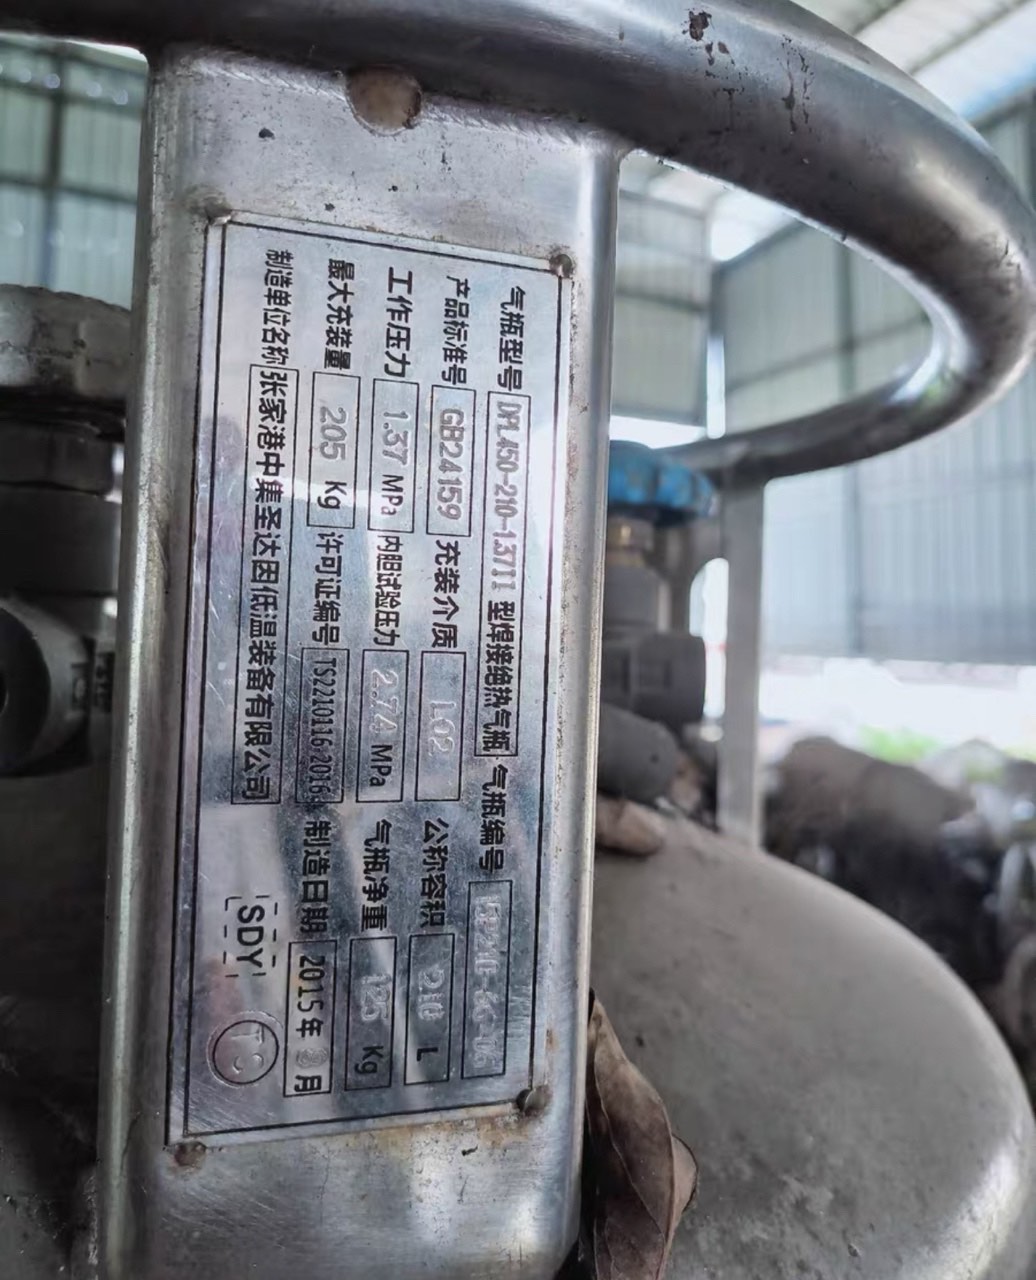 气瓶型号 DPL450-210-1.37II 型焊接绝热气瓶 气瓶编号
产品标准号 GB24159 充装介质 LO2 公称容积 210 L
工作压力 1.37 MPa 内胆试验压力 2.74 MPa 气瓶净重 Kg
最大充装量 205 Kg 许可证编号 TS2210116-2016 制造日期 2015年 月
制造单位名称 张家港中集圣达因低温装备有限公司 SDY